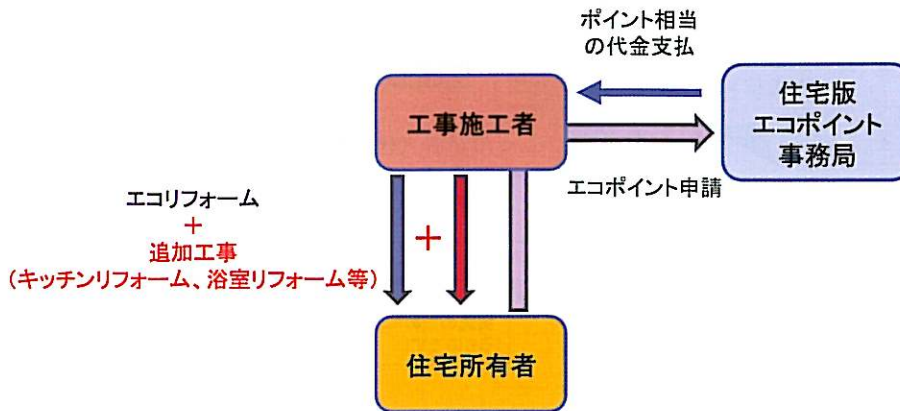 ポイント相当
の代金支払
工事施工者
住宅版
エコポイント
事務局
エコポイント申請
エコリフォーム
＋
追加工事
（キッチンリフォーム、浴室リフォーム等）
＋
住宅所有者